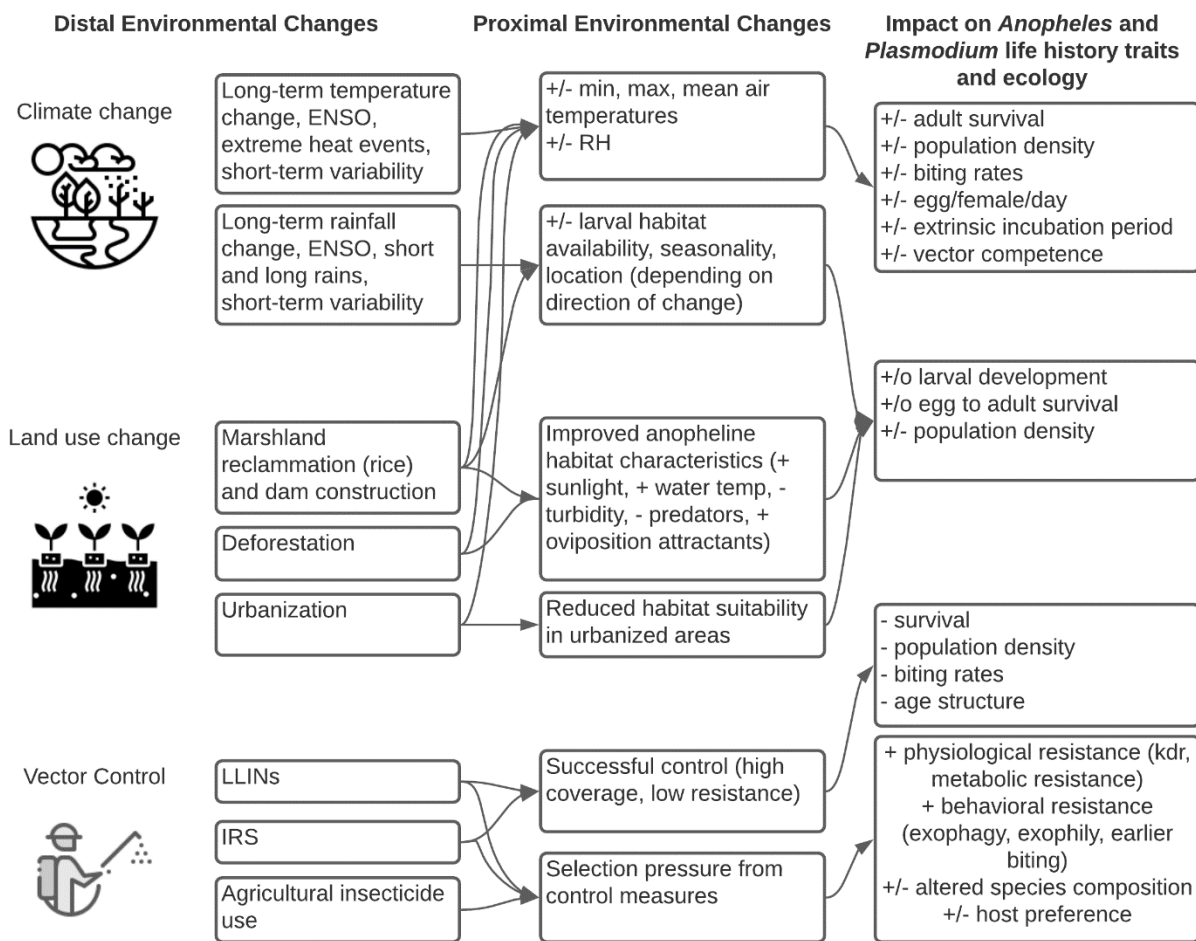 Distal Environmental Changes
Proximal Environmental Changes
Impact on Anopheles and
Plasmodium life history traits
and ecology
Climate change
Long-term temperature
change, ENSO,
extreme heat events,
short-term variability
+/- min, max, mean air
temperatures
+/- RH
+/- adult survival
+/- population density
+/- biting rates
+/- egg/female/day
+/- extrinsic incubation period
+/- vector competence
Long-term rainfall
change, ENSO, short
and long rains,
short-term variability
+/- larval habitat
availability, seasonality,
location (depending on
direction of change)
+/o larval development
+/o egg to adult survival
+/- population density
Land use change
Marshland
reclammation (rice)
and dam construction
Improved anopheline
habitat characteristics (+
sunlight, + water temp, -
turbidity, - predators, +
oviposition attractants)
Deforestation
Urbanization
Reduced habitat suitability
in urbanized areas
- survival
- population density
- biting rates
- age structure
Vector Control
LLINs
Successful control (high
coverage, low resistance)
+ physiological resistance (kdr,
metabolic resistance)
+ behavioral resistance
(exophagy, exophily, earlier
biting)
+/- altered species composition
+/- host preference
IRS
Agricultural insecticide
use
Selection pressure from
control measures